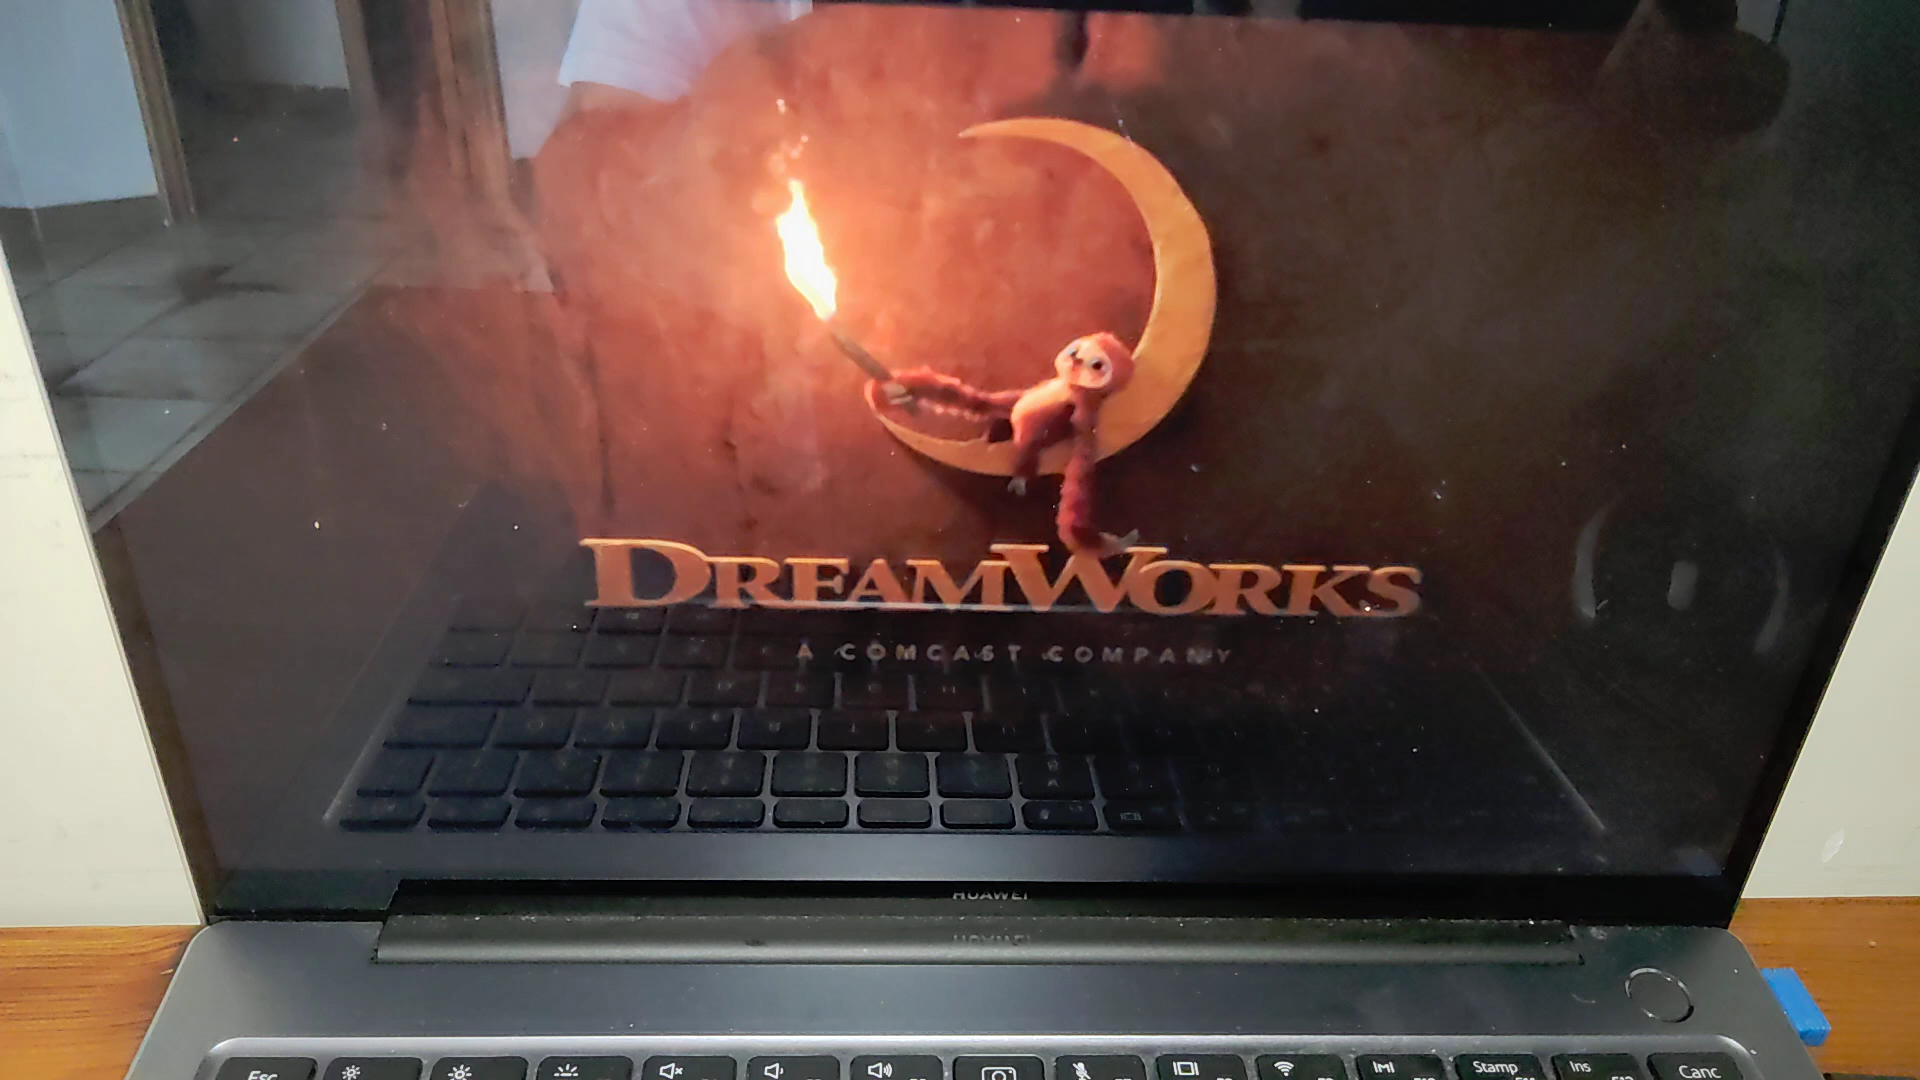 DREAMWORKS
A COMCAST COMPANY
HUAWEI
Esc
Stamp
Ins
Canc